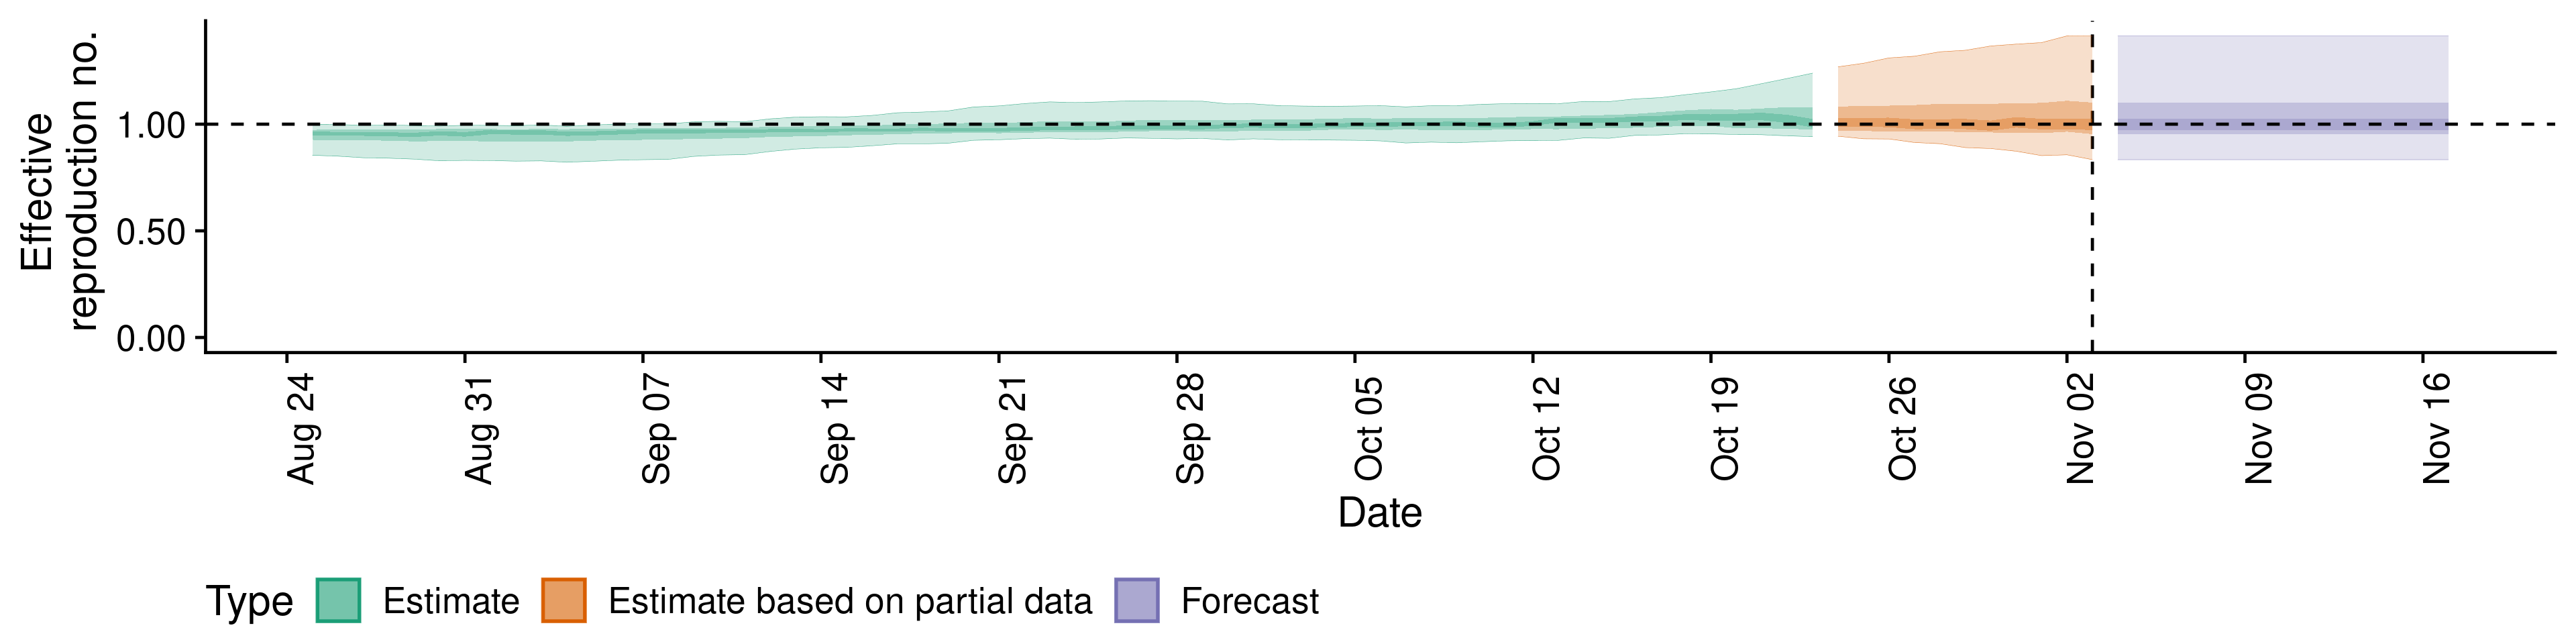 Effective
reproduction no.
1.00
0.50
0.00
Aug 24
Aug 31
Sep 07
Sep 14
Sep 21
Sep 28
Oct 05
Oct 12
Oct 19
Oct 26
Nov 02
Nov 09
Nov 16
Date
Type Estimate Estimate based on partial data Forecast